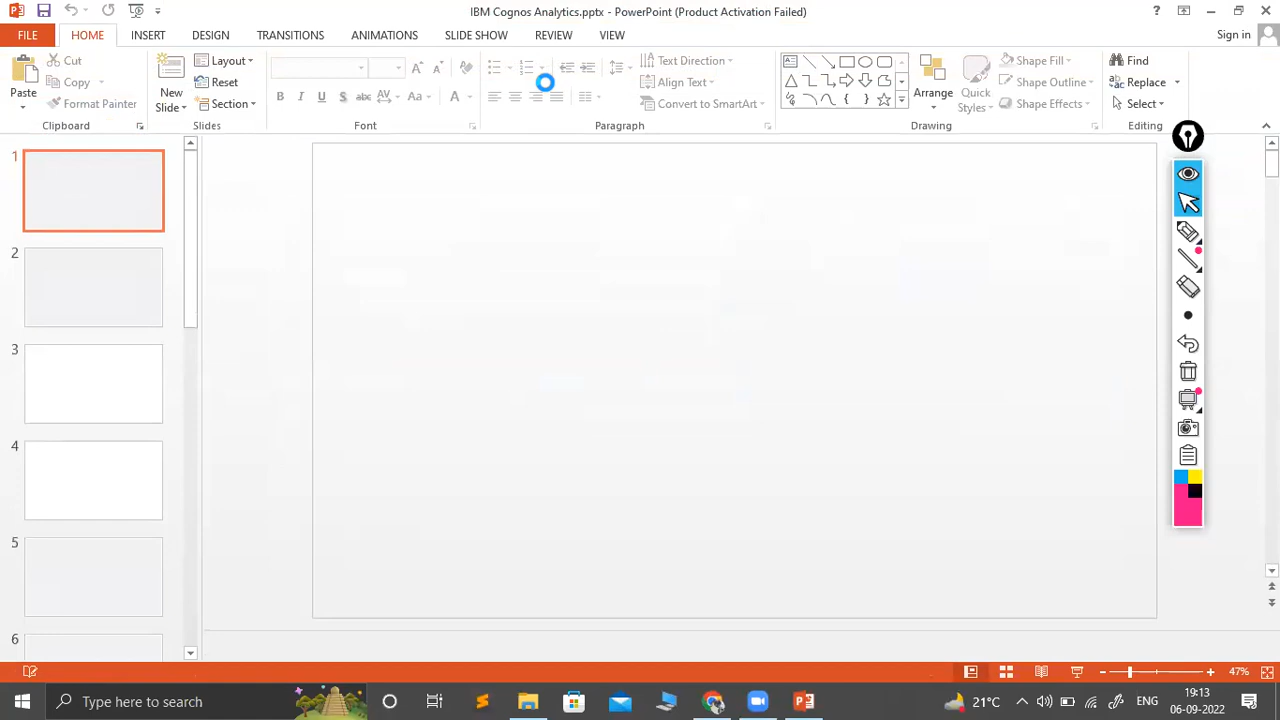 IBM Cognos Analytics.pptx - PowerPoint (Product Activation Failed)
FILE HOME INSERT DESIGN TRANSITIONS ANIMATIONS SLIDE SHOW REVIEW VIEW Sign in
Paste
Cut
Copy
Format Painter
Clipboard
New
Slide
Layout
Reset
Section
Slides
B I U S abc AV Aa A
Font
Text Direction
Align Text
Convert to SmartArt
Paragraph
Arrange
Quick
Styles
Shape Fill
Shape Outline
Shape Effects
Drawing
Find
Replace
Select
Editing
1
2
3
4
5
6
47%
Type here to search
21°C
ENG
19:13
06-09-2022